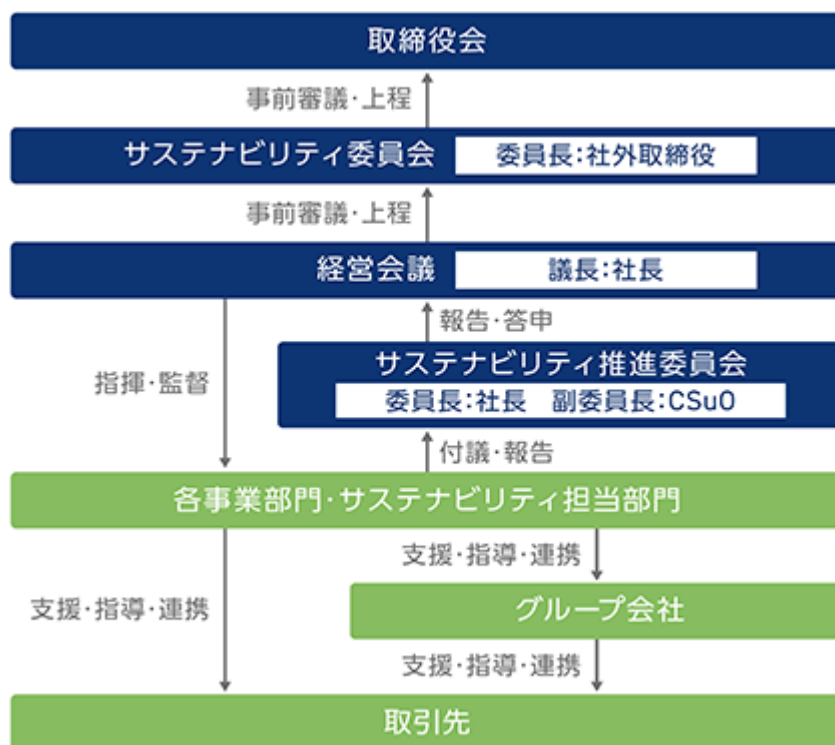 取締役会
事前審議・上程
サステナビリティ委員会 委員長:社外取締役
事前審議・上程
経営会議 議長:社長
報告・答申
サステナビリティ推進委員会
委員長:社長 副委員長:CSuO
指揮・監督
付議・報告
各事業部門・サステナビリティ担当部門
支援・指導・連携
グループ会社
支援・指導・連携
支援・指導・連携
取引先